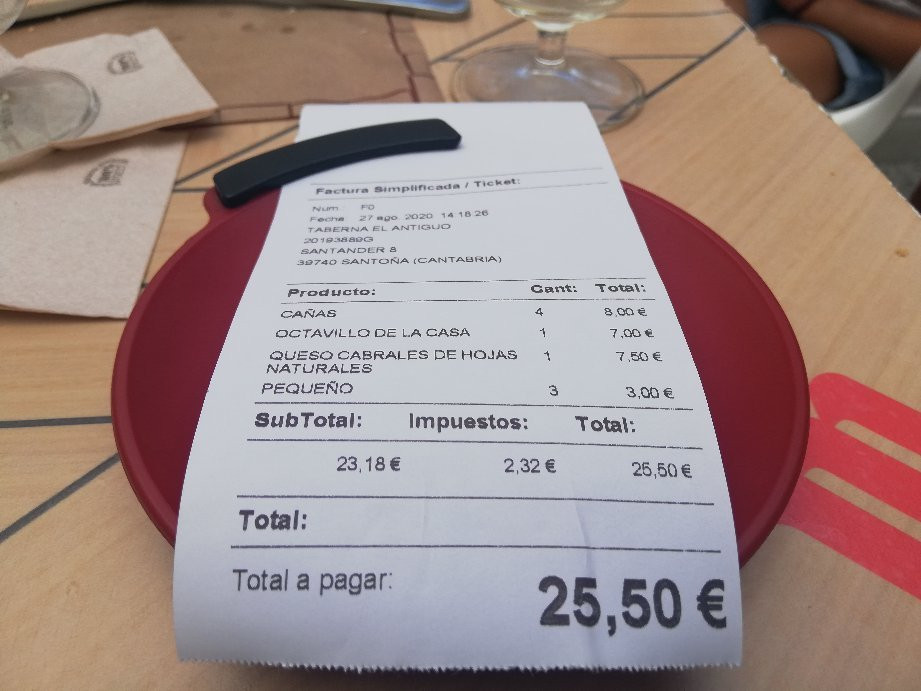 Factura Simplificada / Ticket:
Num F0
Fecha 27 ago. 2020 14:18:26
TABERNA EL ANTIGUO
20193889G
SANTANDER 8
39740 SANTOÑA (CANTABRIA)
Producto: Cant: Total:
CAÑAS 4 8,00 €
OCTAVILLO DE LA CASA 1 7,00 €
QUESO CABRALES DE HOJAS 1 7,50 €
NATURALES
PEQUEÑO 3 3,00 €
SubTotal: Impuestos: Total:
23,18 € 2,32 € 25,50 €
Total:
Total a pagar: 25,50 €